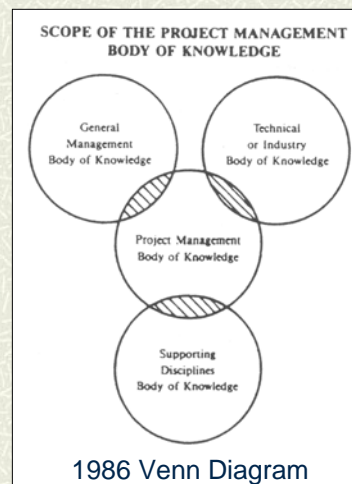 SCOPE OF THE PROJECT MANAGEMENT
BODY OF KNOWLEDGE
General
Management
Body of Knowledge
Technical
or Industry
Body of Knowledge
Project Management
Body of Knowledge
Supporting
Disciplines
Body of Knowledge
1986 Venn Diagram